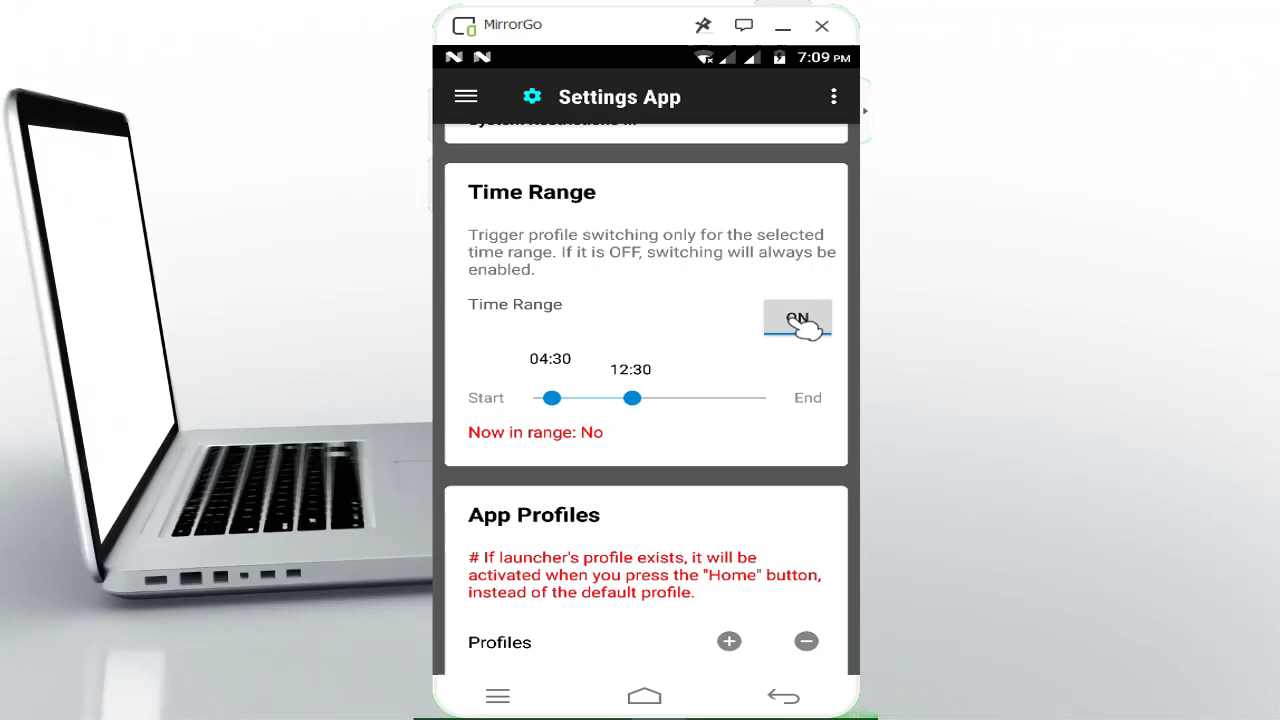 MirrorGo
7:09 PM
Settings App
System Restrictions !!!
Time Range
Trigger profile switching only for the selected
time range. If it is OFF, switching will always be
enabled.
Time Range
ON
04:30
12:30
Start
End
Now in range: No
App Profiles
# If launcher's profile exists, it will be
activated when you press the "Home" button,
instead of the default profile.
Profiles